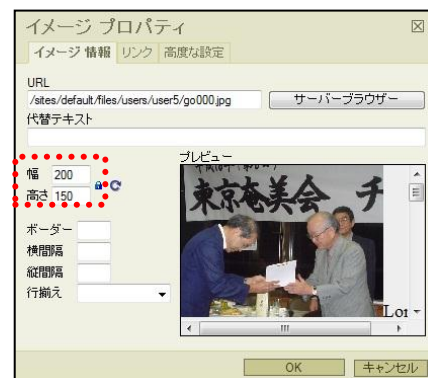 イメージ プロパティ
イメージ 情報 リンク 高度な設定
URL
/sites/default/files/users/user5/go000.jpg サーバーブラウザー
代替テキスト
幅 200
高さ 150
ボーダー
横間隔
縦間隔
行揃え
プレビュー
東京奄美会 チ
Lor
OK キャンセル